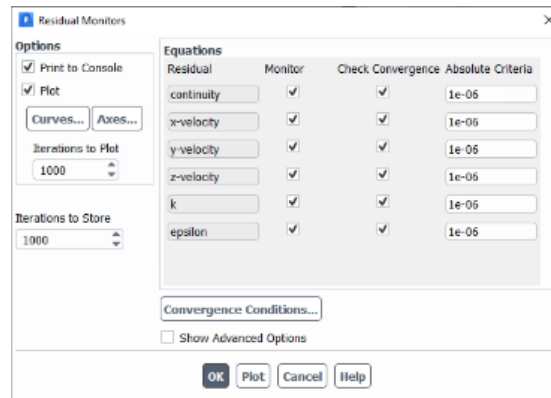 Residual Monitors
Options
Print to Console
Plot
Curves... Axes...
Iterations to Plot
1000
Iterations to Store
1000
Equations
Residual Monitor Check Convergence Absolute Criteria
continuity 1e-06
x-velocity 1e-06
y-velocity 1e-06
z-velocity 1e-06
k 1e-06
epsilon 1e-06
Convergence Conditions...
Show Advanced Options
OK Plot Cancel Help